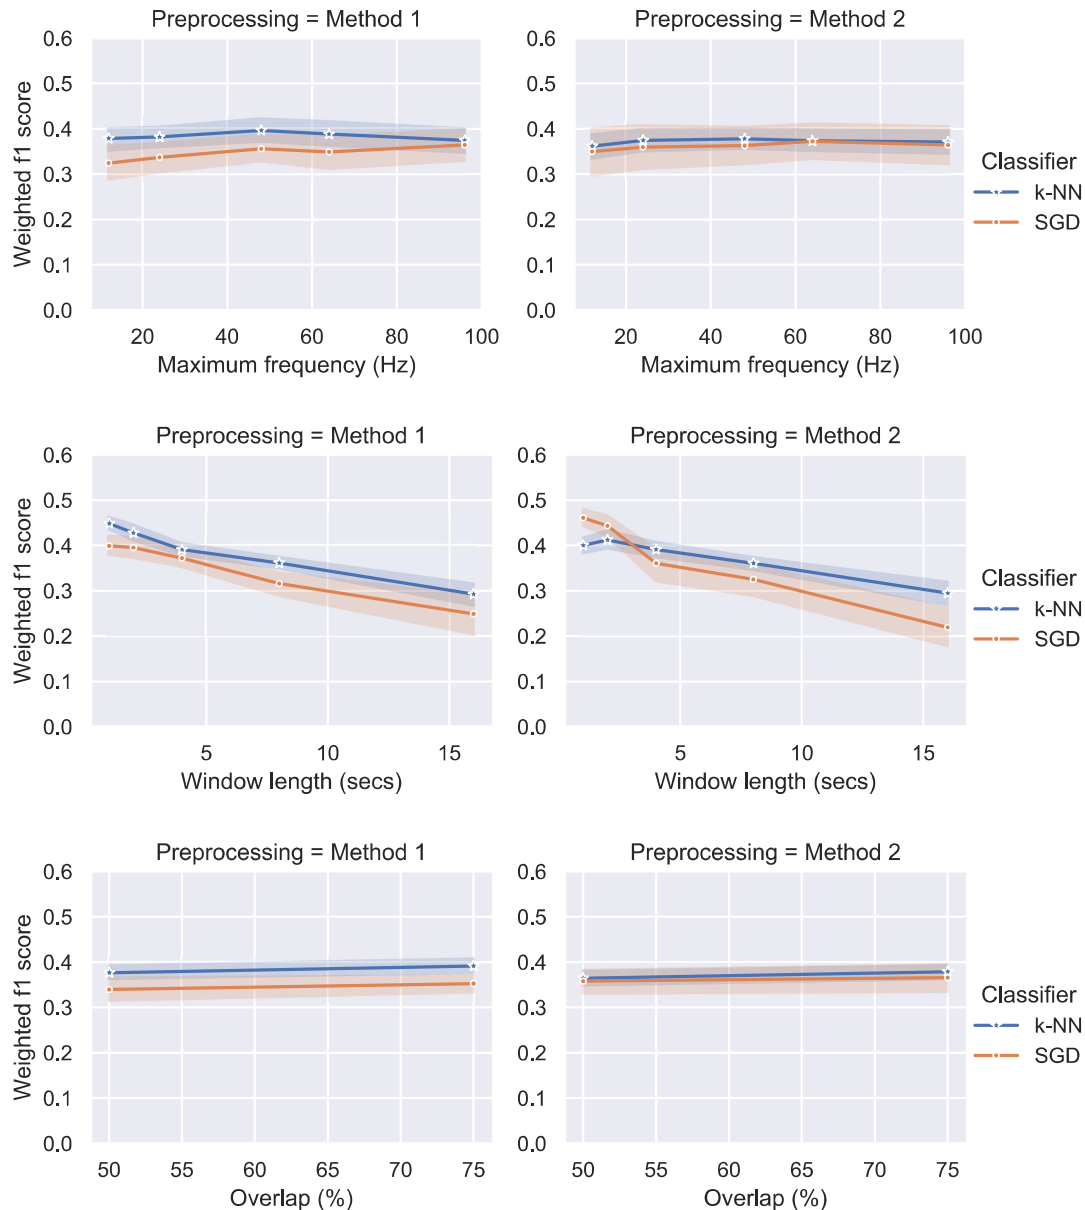 Preprocessing = Method 1
Preprocessing = Method 2
Weighted f1 score
0.6
0.5
0.4
0.3
0.2
0.1
0.0
0.6
0.5
0.4
0.3
0.2
0.1
0.0
20 40 60 80 100
20 40 60 80 100
Maximum frequency (Hz)
Maximum frequency (Hz)
Classifier
k-NN
SGD
Preprocessing = Method 1
Preprocessing = Method 2
Weighted f1 score
0.6
0.5
0.4
0.3
0.2
0.1
0.0
0.6
0.5
0.4
0.3
0.2
0.1
0.0
5 10 15
5 10 15
Window length (secs)
Window length (secs)
Classifier
k-NN
SGD
Preprocessing = Method 1
Preprocessing = Method 2
Weighted f1 score
0.6
0.5
0.4
0.3
0.2
0.1
0.0
0.6
0.5
0.4
0.3
0.2
0.1
0.0
50 55 60 65 70 75
50 55 60 65 70 75
Overlap (%)
Overlap (%)
Classifier
k-NN
SGD